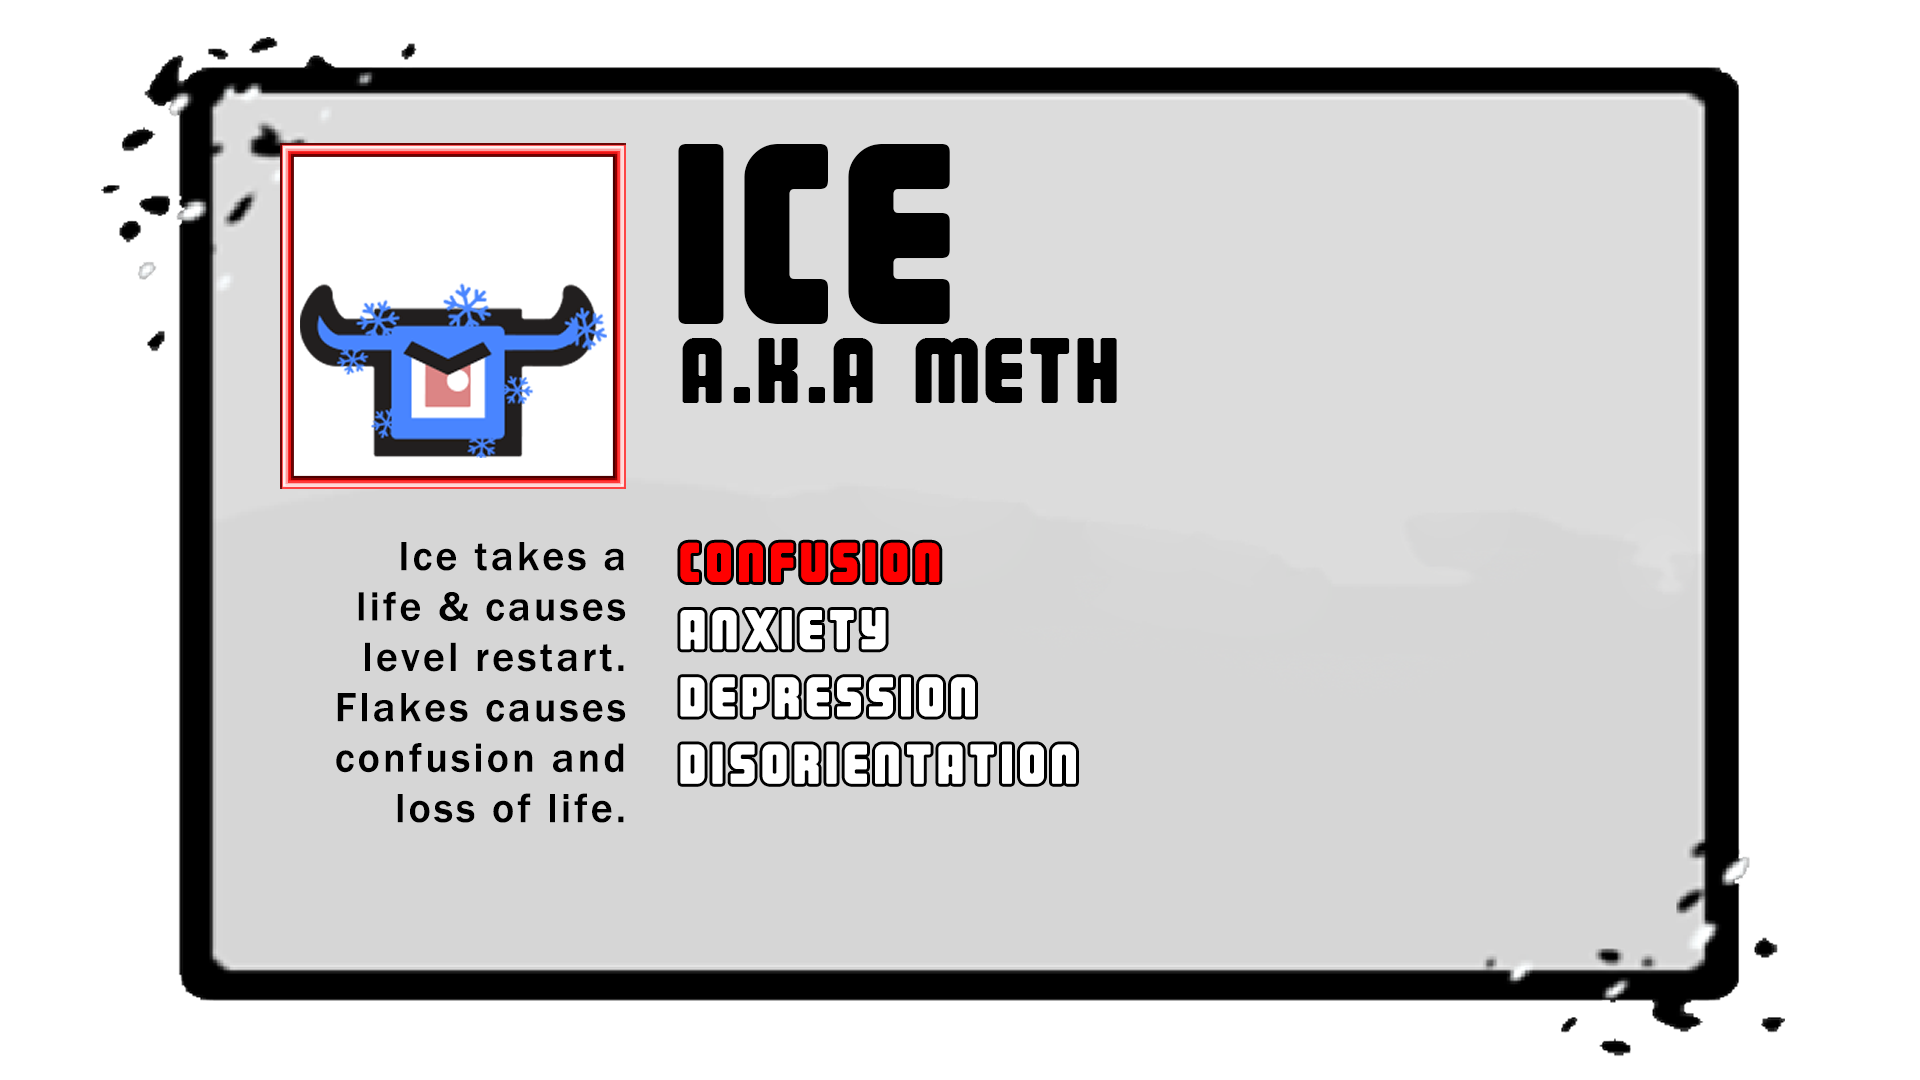 ICE
A.K.A METH
Ice takes a
life & causes
level restart.
Flakes causes
confusion and
loss of life.
CONFUSION
ANXIETY
DEPRESSION
DISORIENTATION